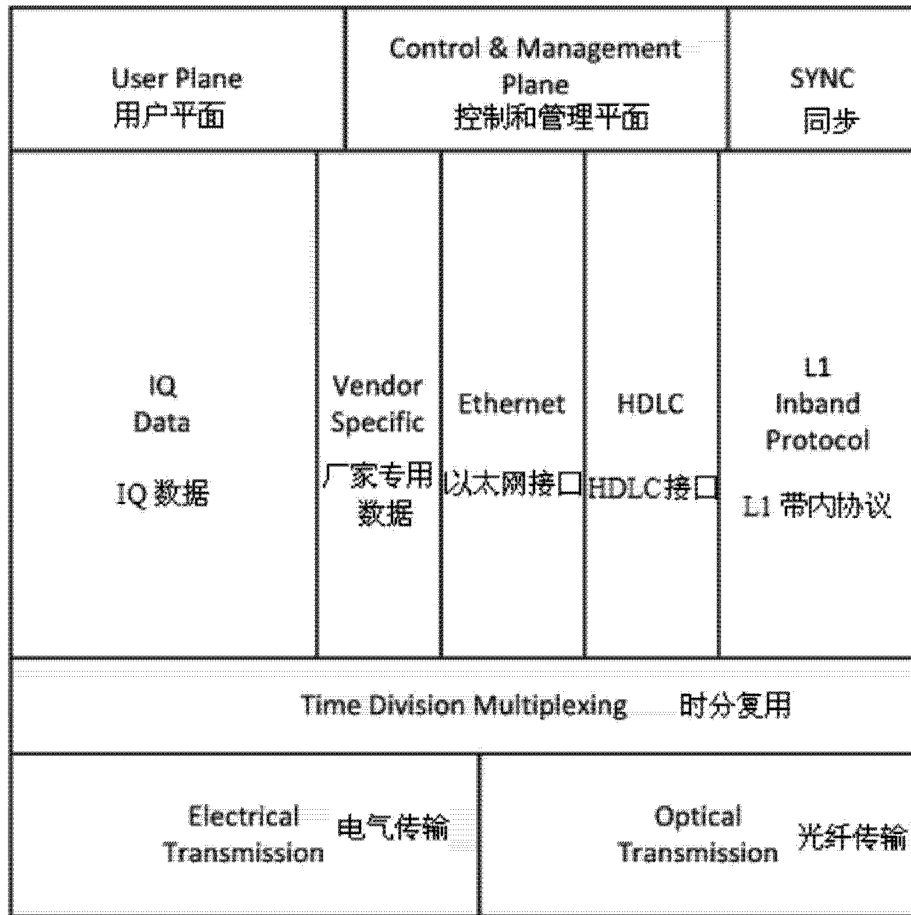 User Plane
用户平面
Control & Management
Plane
控制和管理平面
SYNC
同步
IQ
Data
IQ 数据
Vendor
Specific
厂家专用
数据
Ethernet
以太网接口
HDLC
HDLC接口
L1
Inband
Protocol
L1 带内协议
Time Division Multiplexing 时分复用
Electrical
Transmission
电气传输
Optical
Transmission
光纤传输